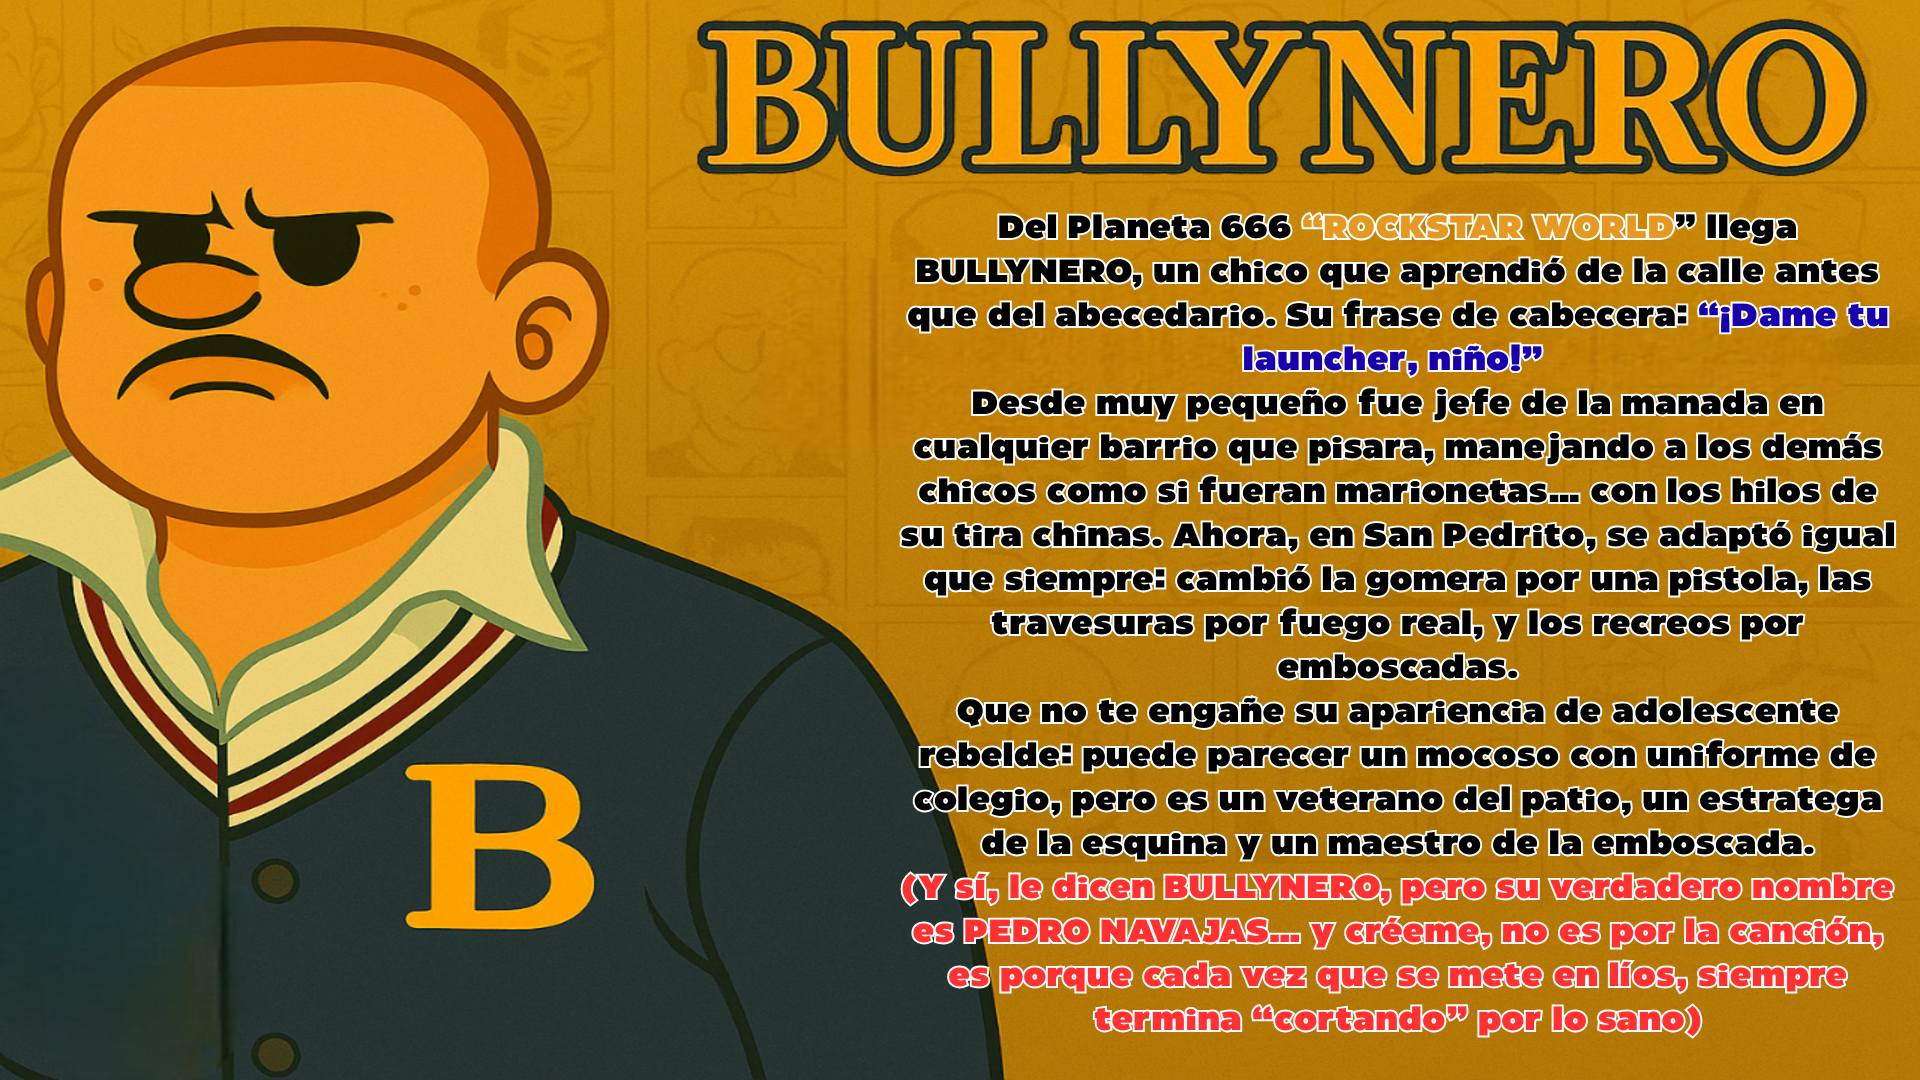 BULLYNERO
Del Planeta 666 “ROCKSTAR WORLD” llega
BULLYNERO, un chico que aprendió de la calle antes
que del abecedario. Su frase de cabecera: “¡Dame tu
launcher, niño!”
Desde muy pequeño fue jefe de la manada en
cualquier barrio que pisara, manejando a los demás
chicos como si fueran marionetas... con los hilos de
su tira chinas. Ahora, en San Pedrito, se adaptó igual
que siempre: cambió la gomera por una pistola, las
travesuras por fuego real, y los recreos por
emboscadas.
Que no te engañe su apariencia de adolescente
rebelde: puede parecer un mocoso con uniforme de
colegio, pero es un veterano del patio, un estratega
de la esquina y un maestro de la emboscada.
(Y sí, le dicen BULLYNERO, pero su verdadero nombre
es PEDRO NAVAJAS... y créeme, no es por la canción,
es porque cada vez que se mete en líos, siempre
termina “cortando” por lo sano)
B